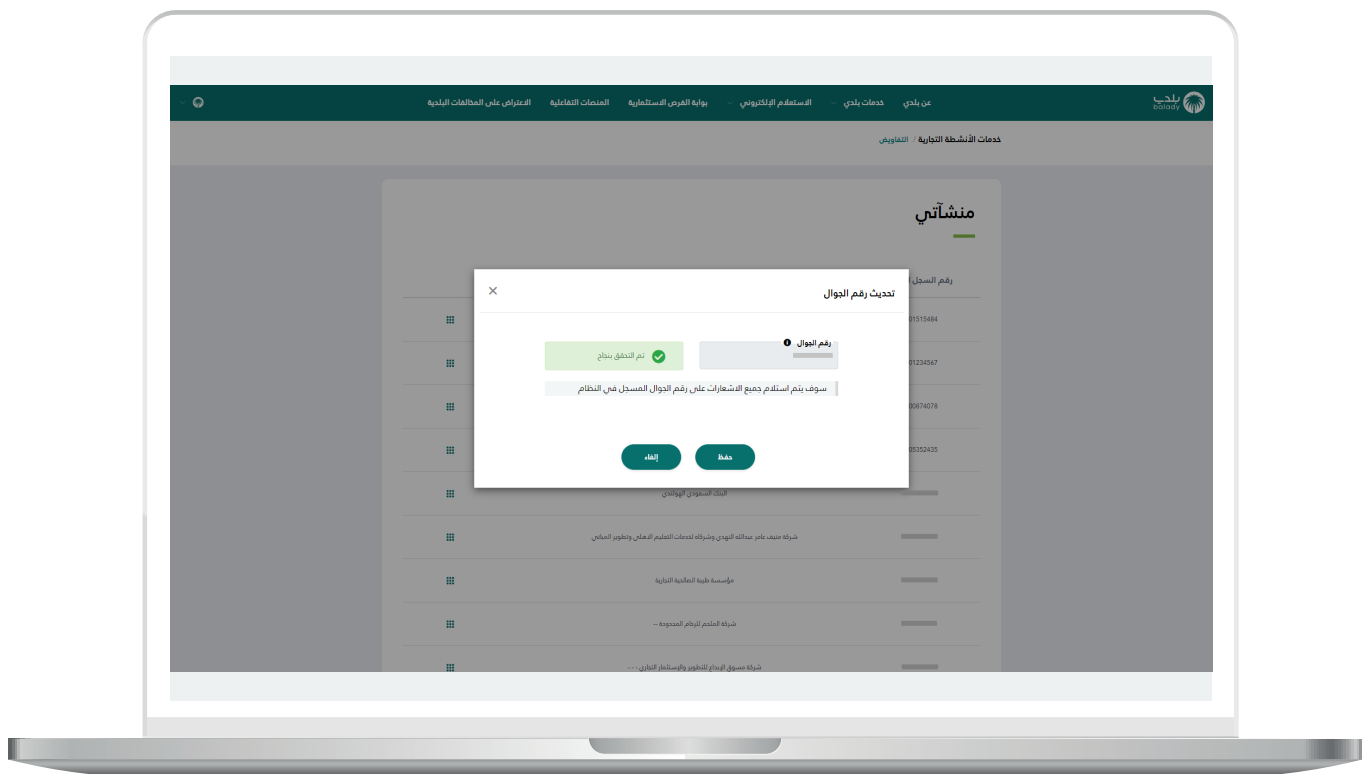 بلدي
balady
عن بلدي
خدمات بلدي
الاستعلام الإلكتروني
بوابة الفرص الاستثمارية
المنصات التفاعلية
الاعتراض على المخالفات البلدية
خدمات الأنشطة التجارية / التفاويض
منشآتي
رقم السجل
تحديث رقم الجوال
×
01515484
رقم الجوال
تم التحقق بنجاح
01234567
سوف يتم استلام جميع الاشعارات على رقم الجوال المسجل في النظام
00874078
05352435
حفظ
إلغاء
البنك السعودي الهولندي
شركة منيف عامر عبدالله النهدي وشركاه لخدمات التعليم الاهلي وتطوير المباني
مؤسسة طيبة الصالحية التجارية
شركة الملحم للرخام المحدودة --
شركة مسوق الإبداع للتطوير والإستثمار التجاري - - -